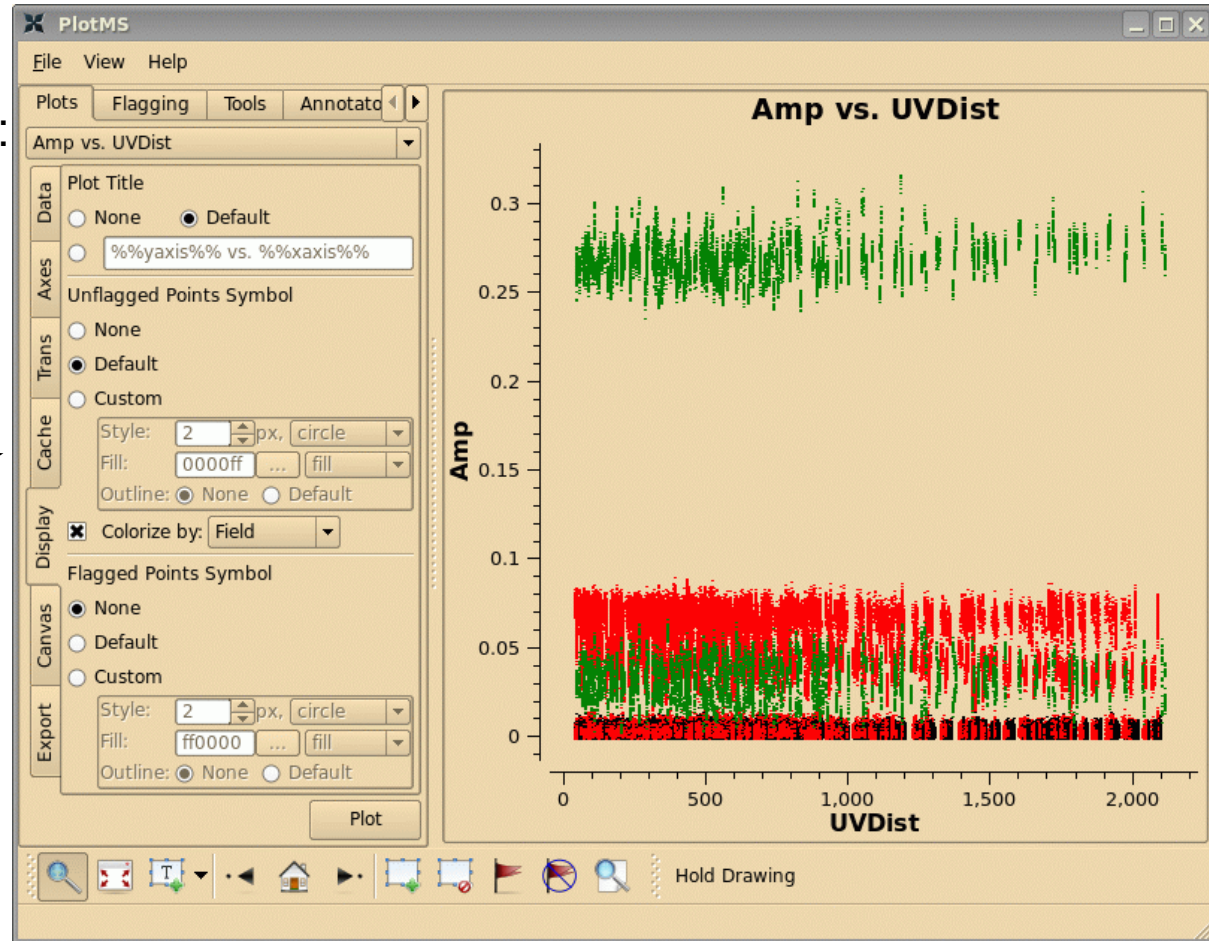 PlotMS
File View Help
Plots Flagging Tools Annotato
:
Amp vs. UVDist
Data
Axes
Trans
Cache
Display
Canvas
Export
Plot Title
None Default
%%yaxis%% vs. %%xaxis%%
Unflagged Points Symbol
None
Default
Custom
Style: 2 px, circle
Fill: 0000ff ... fill
Outline: None Default
Colorize by: Field
Flagged Points Symbol
None
Default
Custom
Style: 2 px, circle
Fill: ff0000 ... fill
Outline: None Default
Plot
Amp vs. UVDist
Amp
0.3
0.25
0.2
0.15
0.1
0.05
0
0 500 1,000 1,500 2,000
UVDist
T
Hold Drawing